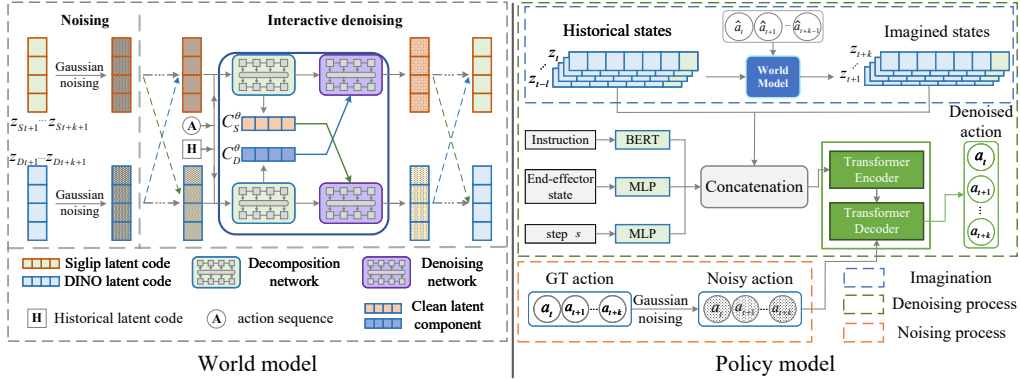 Noising
Interactive denoising
Gaussian
noising
z_{St+1} ... z_{St+k+1}
z_{Dt+1} ... z_{Dt+k+1}
Gaussian
noising
A
H
C_S^θ
C_D^θ
Siglip latent code
DINO latent code
Decomposition
network
Denoising
network
H Historical latent code
A action sequence
Clean latent
component
World model
Historical states
z_t
z_{t-l}
â_t â_{t+1} ... â_{t+k-1}
World
Model
Imagined states
z_{t+k}
z_{t+1}
Instruction
BERT
End-effector
state
MLP
step s
MLP
Concatenation
Transformer
Encoder
Transformer
Decoder
Denoised
action
a_t
a_{t+1}
⋮
a_{t+k}
GT action
a_t a_{t+1} ... a_{t+k}
Gaussian
noising
Noisy action
a_t a_{t+1} ... a_{t+k}
Imagination
Denoising process
Noising process
Policy model